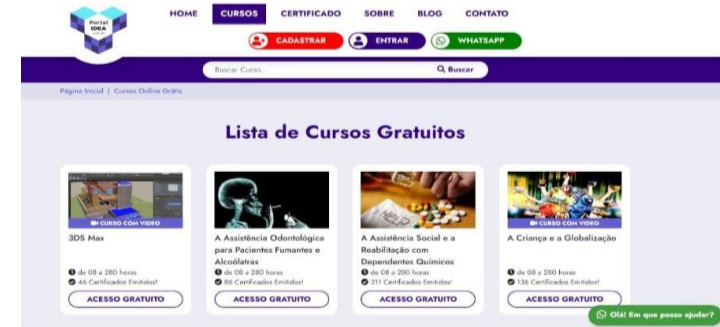 Portal
IDEA
HOME CURSOS CERTIFICADO SOBRE BLOG CONTATO
CADASTRAR ENTRAR WHATSAPP
Buscar Curso... Buscar
Página Inicial | Cursos Online Grátis
Lista de Cursos Gratuitos
CURSO COM VIDEO
3DS Max
de 08 a 280 horas
46 Certificados Emitidos!
ACESSO GRATUITO
A Assistência Odontológica
para Pacientes Fumantes e
Alcoólatras
de 08 a 280 horas
86 Certificados Emitidos!
ACESSO GRATUITO
HELP
A Assistência Social e a
Reabilitação com
Dependentes Químicos
de 08 a 280 horas
311 Certificados Emitidos!
ACESSO GRATUITO
CURSO COM VIDEO
A Criança e a Globalização
de 08 a 280 horas
136 Certificados Emitidos!
ACESSO GRATUITO
Olá! Em que posso ajudar?